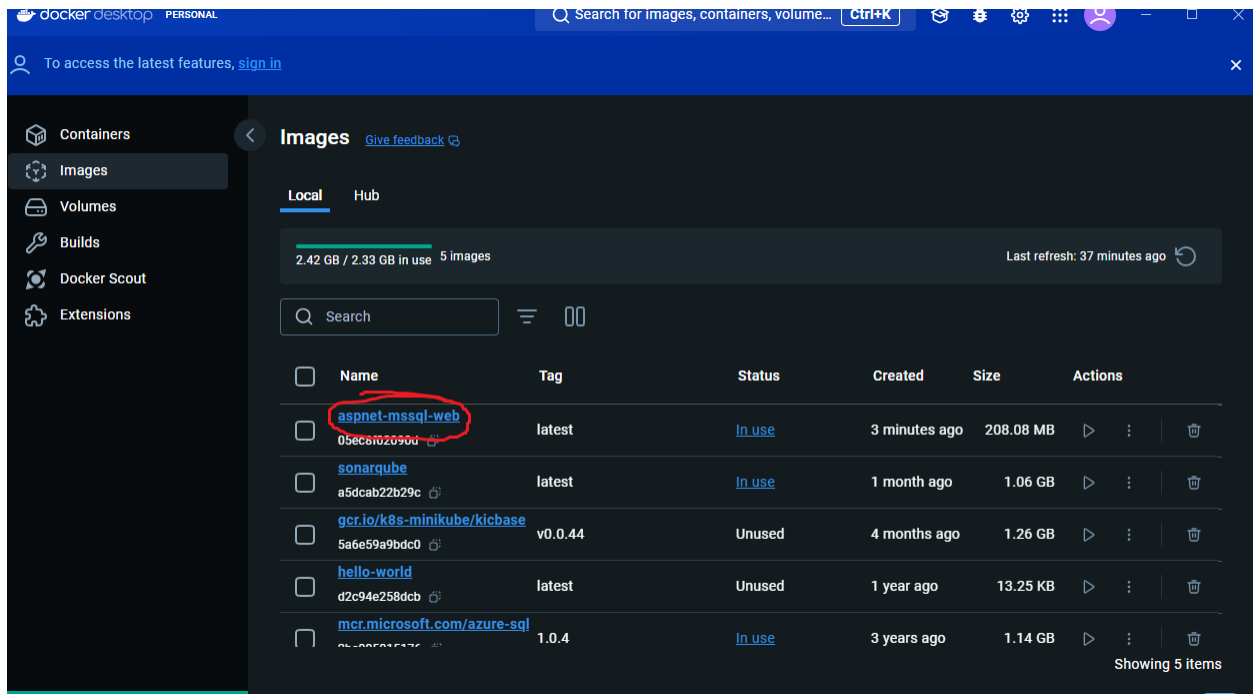 docker desktop PERSONAL Search for images, containers, volume... Ctrl+K
To access the latest features, sign in
Containers
Images
Volumes
Builds
Docker Scout
Extensions
Images Give feedback
Local Hub
2.42 GB / 2.33 GB in use 5 images Last refresh: 37 minutes ago
Search
Name Tag Status Created Size Actions
aspnet-mssql-web
latest In use 3 minutes ago 208.08 MB
sonarqube
a5dcab22b29c
latest In use 1 month ago 1.06 GB
gcr.io/k8s-minikube/kicbase
5a6e59a9bdc0
v0.0.44 Unused 4 months ago 1.26 GB
hello-world
d2c94e258dcb
latest Unused 1 year ago 13.25 KB
mcr.microsoft.com/azure-sql
1.0.4 In use 3 years ago 1.14 GB
Showing 5 items